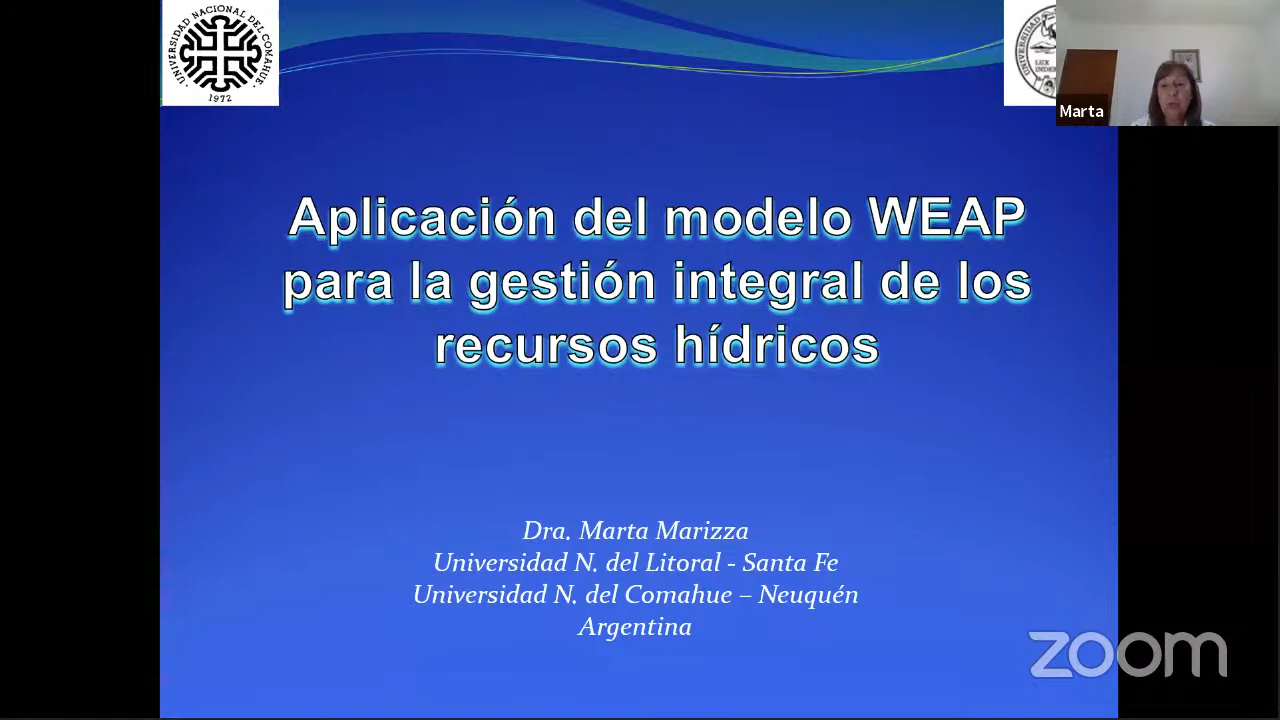 UNIVERSIDAD NACIONAL DEL COMAHUE
1972
LUX
Marta
Aplicación del modelo WEAP
para la gestión integral de los
recursos hídricos
Dra. Marta Marizza
Universidad N. del Litoral - Santa Fe
Universidad N. del Comahue – Neuquén
Argentina
zoom